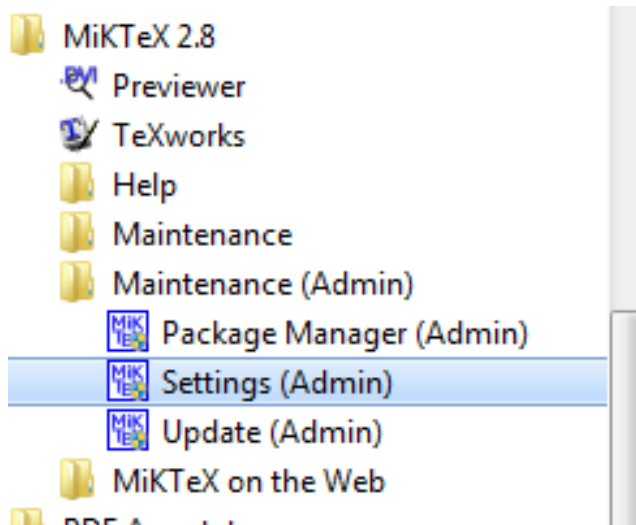 MiKTeX 2.8
Previewer
TeXworks
Help
Maintenance
Maintenance (Admin)
Package Manager (Admin)
Settings (Admin)
Update (Admin)
MiKTeX on the Web